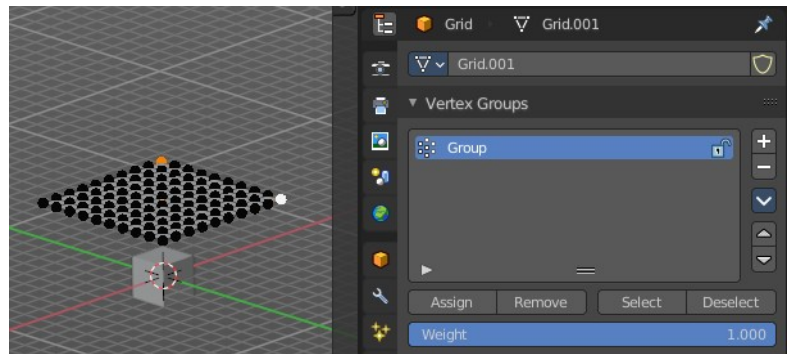 Grid Grid.001
Grid.001
Vertex Groups
Group
Assign Remove Select Deselect
Weight 1.000